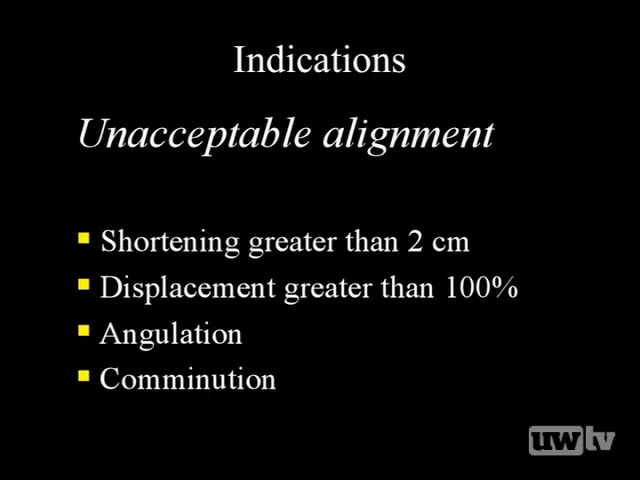 Indications
Unacceptable alignment
Shortening greater than 2 cm
Displacement greater than 100%
Angulation
Comminution
uwtv